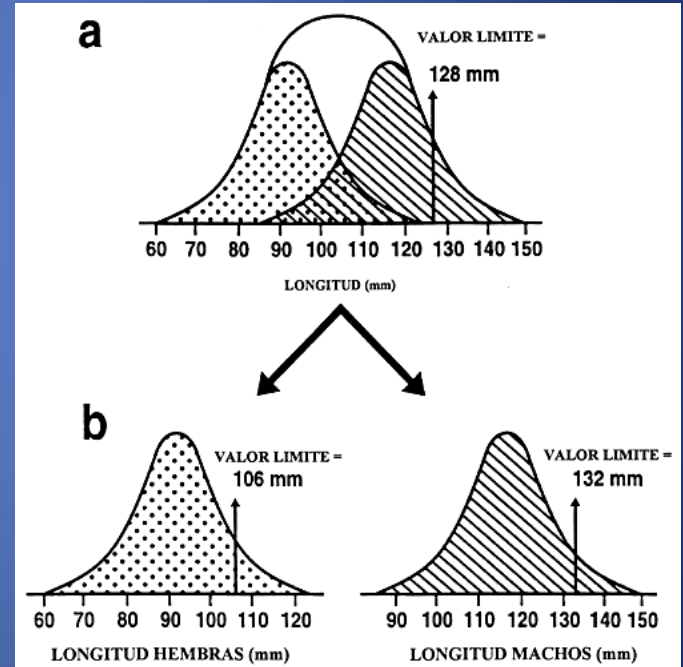 a
VALOR LIMITE =
128 mm
60 70 80 90 100 110 120 130 140 150
LONGITUD (mm)
b
VALOR LIMITE =
106 mm
60 70 80 90 100 110 120
LONGITUD HEMBRAS (mm)
VALOR LIMITE =
132 mm
90 100 110 120 130 140 150
LONGITUD MACHOS (mm)